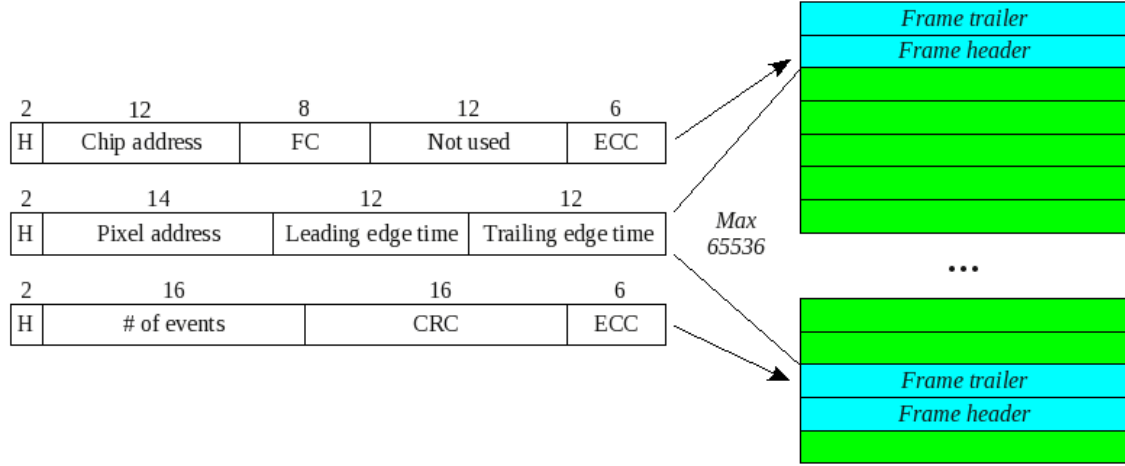 Frame trailer
Frame header
2 12 8 12 6
H Chip address FC Not used ECC
2 14 12 12
H Pixel address Leading edge time Trailing edge time
Max
65536
...
2 16 16 6
H # of events CRC ECC
Frame trailer
Frame header